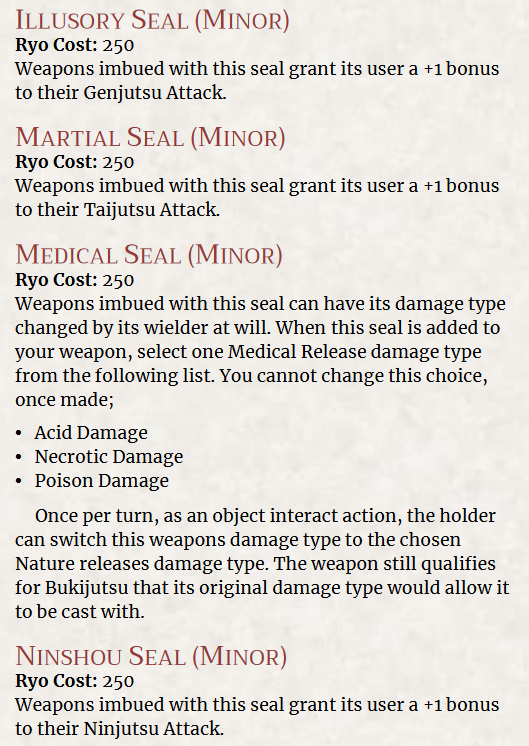 Illusory Seal (Minor)
Ryo Cost: 250
Weapons imbued with this seal grant its user a +1 bonus
to their Genjutsu Attack.
Martial Seal (Minor)
Ryo Cost: 250
Weapons imbued with this seal grant its user a +1 bonus
to their Taijutsu Attack.
Medical Seal (Minor)
Ryo Cost: 250
Weapons imbued with this seal can have its damage type
changed by its wielder at will. When this seal is added to
your weapon, select one Medical Release damage type
from the following list. You cannot change this choice,
once made;
• Acid Damage
• Necrotic Damage
• Poison Damage
Once per turn, as an object interact action, the holder
can switch this weapons damage type to the chosen
Nature releases damage type. The weapon still qualifies
for Bukijutsu that its original damage type would allow it
to be cast with.
Ninshou Seal (Minor)
Ryo Cost: 250
Weapons imbued with this seal grant its user a +1 bonus
to their Ninjutsu Attack.